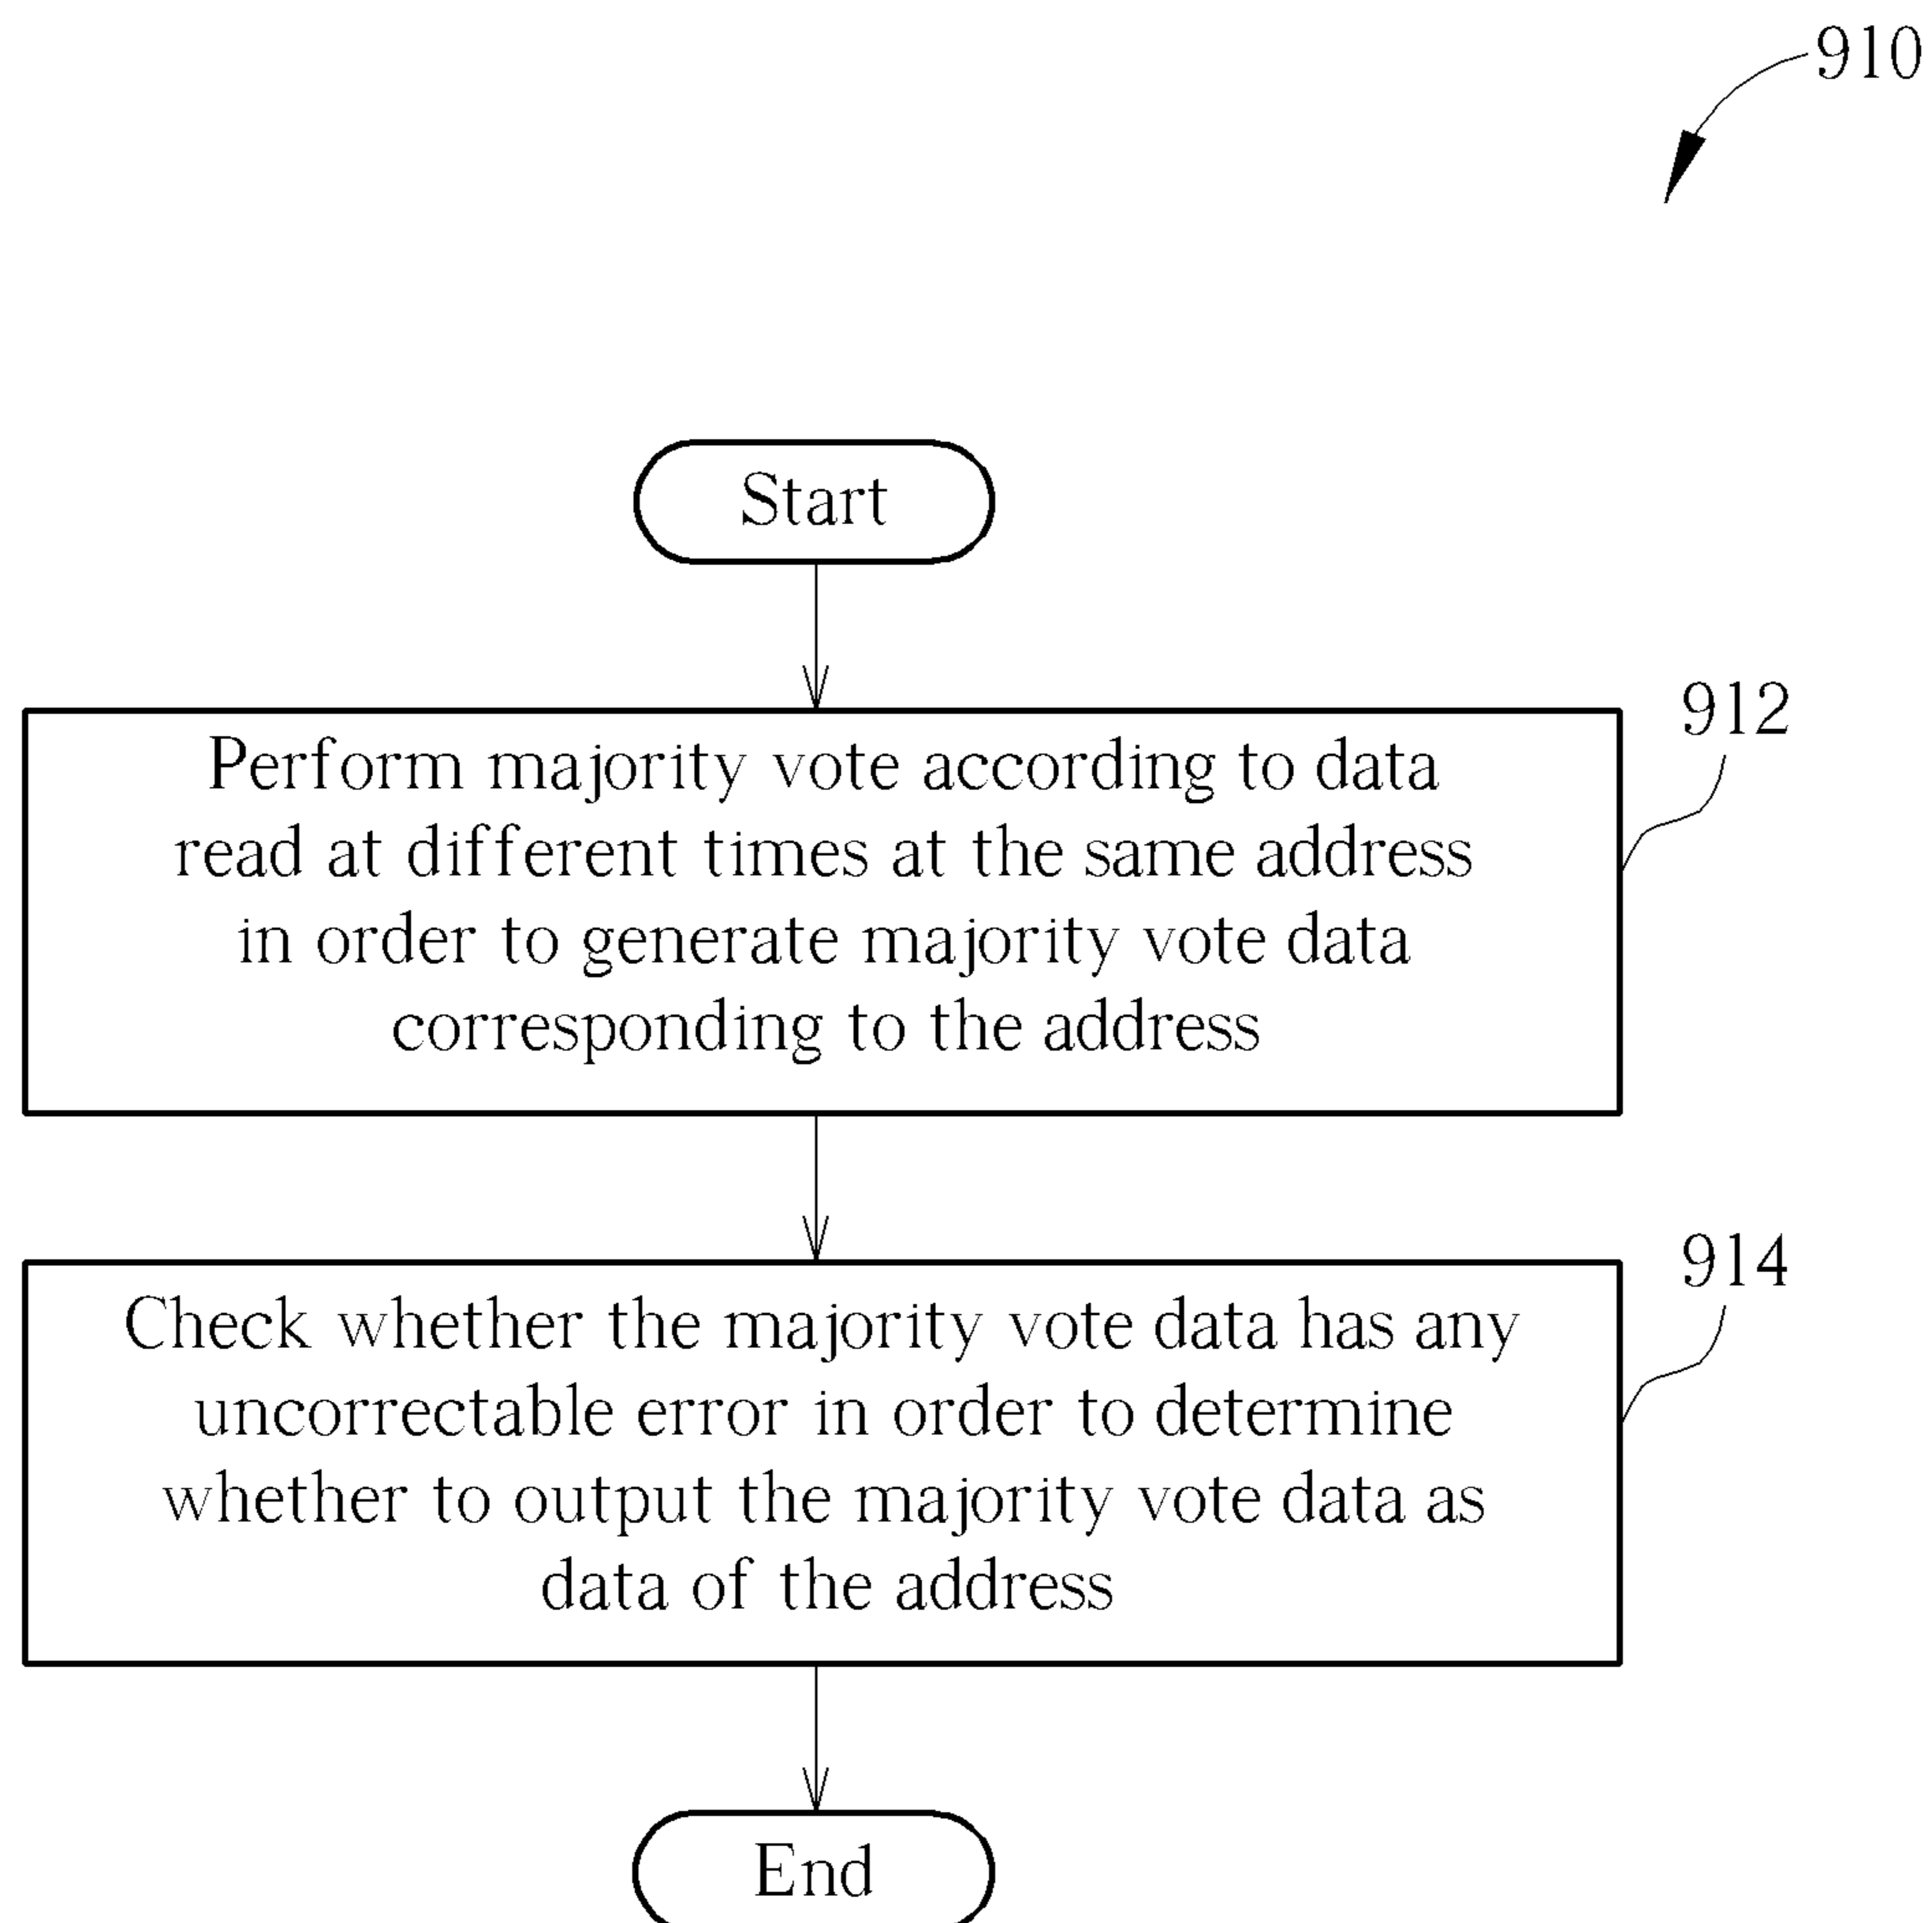 910
Start
912
Perform majority vote according to data
read at different times at the same address
in order to generate majority vote data
corresponding to the address
914
Check whether the majority vote data has any
uncorrectable error in order to determine
whether to output the majority vote data as
data of the address
End